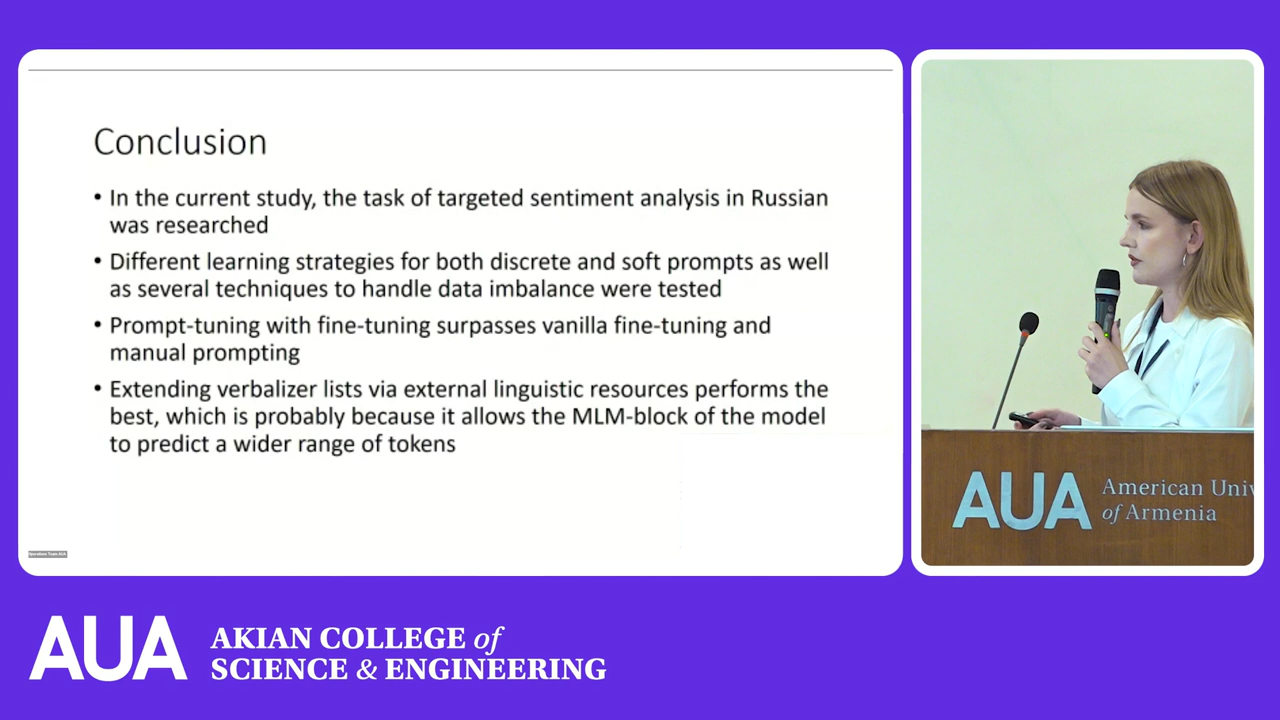 Conclusion
• In the current study, the task of targeted sentiment analysis in Russian
was researched
• Different learning strategies for both discrete and soft prompts as well
as several techniques to handle data imbalance were tested
• Prompt-tuning with fine-tuning surpasses vanilla fine-tuning and
manual prompting
• Extending verbalizer lists via external linguistic resources performs the
best, which is probably because it allows the MLM-block of the model
to predict a wider range of tokens
Operations Team AUA
AUA
American Univ
of Armenia
AUA
AKIAN COLLEGE of
SCIENCE & ENGINEERING